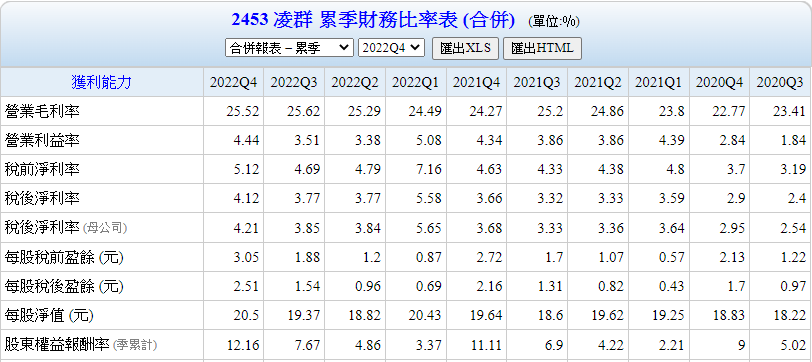 2453 凌群 累季財務比率表 (合併) (單位:%)
合併報表 – 累季 2022Q4 匯出XLS 匯出HTML
獲利能力 2022Q4 2022Q3 2022Q2 2022Q1 2021Q4 2021Q3 2021Q2 2021Q1 2020Q4 2020Q3
營業毛利率 25.52 25.62 25.29 24.49 24.27 25.2 24.86 23.8 22.77 23.41
營業利益率 4.44 3.51 3.38 5.08 4.34 3.86 3.86 4.39 2.84 1.84
稅前淨利率 5.12 4.69 4.79 7.16 4.63 4.33 4.38 4.8 3.7 3.19
稅後淨利率 4.12 3.77 3.77 5.58 3.66 3.32 3.33 3.59 2.9 2.4
稅後淨利率 (母公司) 4.21 3.85 3.84 5.65 3.68 3.33 3.36 3.64 2.95 2.54
每股稅前盈餘 (元) 3.05 1.88 1.2 0.87 2.72 1.7 1.07 0.57 2.13 1.22
每股稅後盈餘 (元) 2.51 1.54 0.96 0.69 2.16 1.31 0.82 0.43 1.7 0.97
每股淨值 (元) 20.5 19.37 18.82 20.43 19.64 18.6 19.62 19.25 18.83 18.22
股東權益報酬率 (季累計) 12.16 7.67 4.86 3.37 11.11 6.9 4.22 2.21 9 5.02